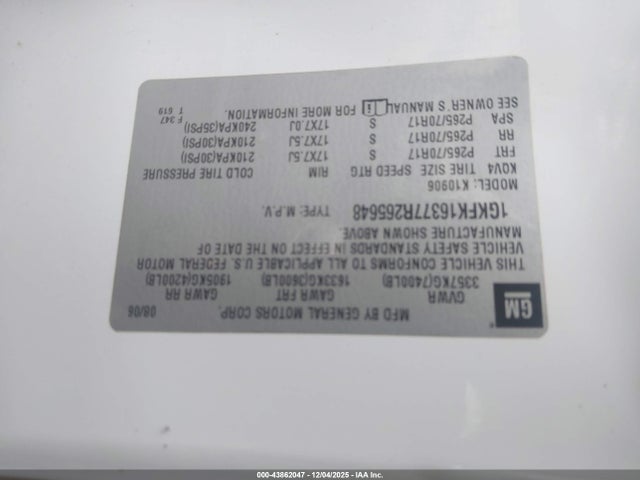 GM
MFD BY GENERAL MOTORS CORP. 08/06
GVWR GAWR FRT GAWR RR
3357KG(7400LB) 1633KG(3600LB) 1905KG(4200LB)
THIS VEHICLE CONFORMS TO ALL APPLICABLE U.S. FEDERAL MOTOR
VEHICLE SAFETY STANDARDS IN EFFECT ON THE DATE OF
MANUFACTURE SHOWN ABOVE.
1GKFK16377R265648 TYPE: M.P.V.
MODEL: K10906
KQV4 TIRE SIZE SPEED RTG RIM COLD TIRE PRESSURE
FRT P265/70R17 S 17X7.5J 210KPA(30PSI)
RR P265/70R17 S 17X7.5J 210KPA(30PSI)
SPA P265/70R17 S 17X7.0J 240KPA(35PSI)
SEE OWNER'S MANUAL FOR MORE INFORMATION.
F 347
T 619
000-43862047 - 12/04/2025 - IAA Inc.